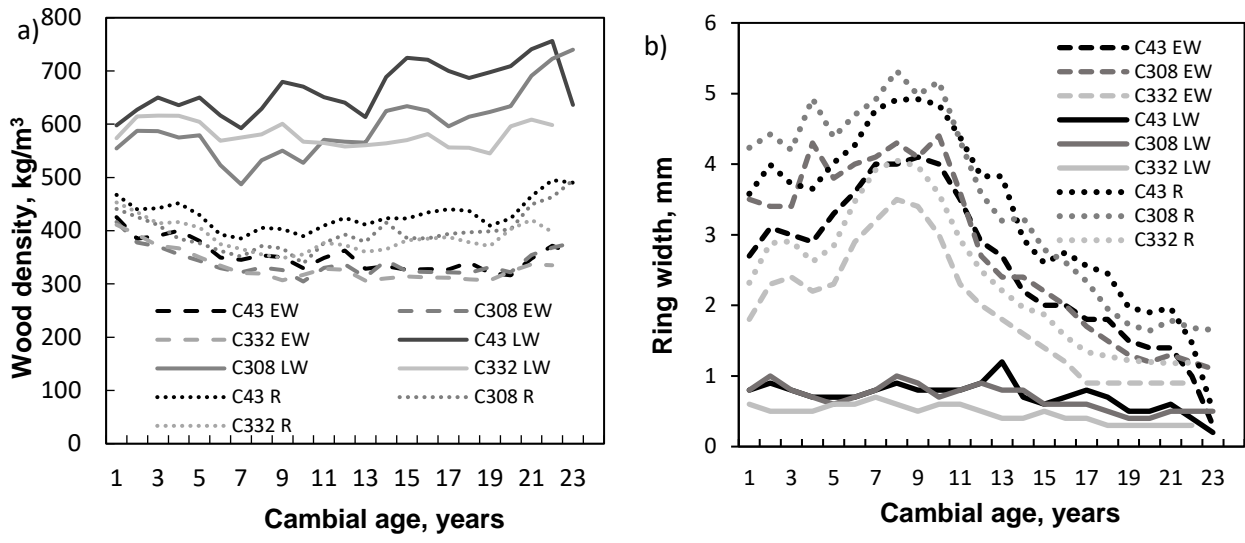 a)
Wood density, kg/m³
800
700
600
500
400
300
200
100
0
C43 EW C308 EW
C332 EW C43 LW
C308 LW C332 LW
C43 R C308 R
C332 R
1 3 5 7 9 11 13 15 17 19 21 23
Cambial age, years
b)
Ring width, mm
6
5
4
3
2
1
0
C43 EW
C308 EW
C332 EW
C43 LW
C308 LW
C332 LW
C43 R
C308 R
C332 R
1 3 5 7 9 11 13 15 17 19 21 23
Cambial age, years